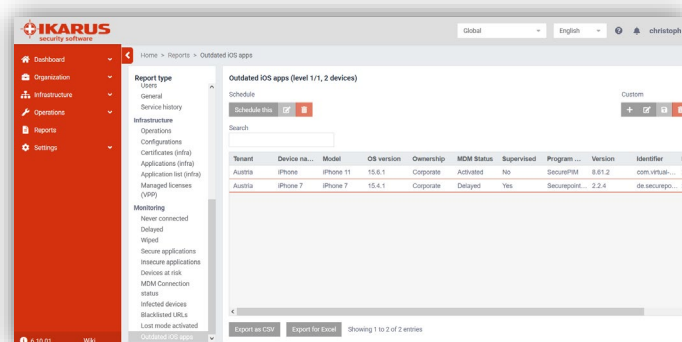 IKARUS
security software
Global
English
christoph
Dashboard
Organization
Infrastructure
Operations
Reports
Settings
6.10.01 Wiki
Home > Reports > Outdated iOS apps
Report type
Users
General
Service history
Infrastructure
Operations
Configurations
Certificates (infra)
Applications (infra)
Application list (infra)
Managed licenses
(VPP)
Monitoring
Never connected
Delayed
Wiped
Secure applications
Insecure applications
Devices at risk
MDM Connection
status
Infected devices
Blacklisted URLs
Lost mode activated
Outdated iOS apps
Outdated iOS apps (level 1/1, 2 devices)
Schedule
Custom
Schedule this
Search
Tenant Device na... Model OS version Ownership MDM Status Supervised Program ... Version Identifier
Austria iPhone iPhone 11 15.6.1 Corporate Activated No SecurePIM 8.61.2 com.virtual-...
Austria iPhone 7 iPhone 7 15.4.1 Corporate Delayed Yes Securepoint... 2.2.4 de.securepo...
Export as CSV Export for Excel Showing 1 to 2 of 2 entries